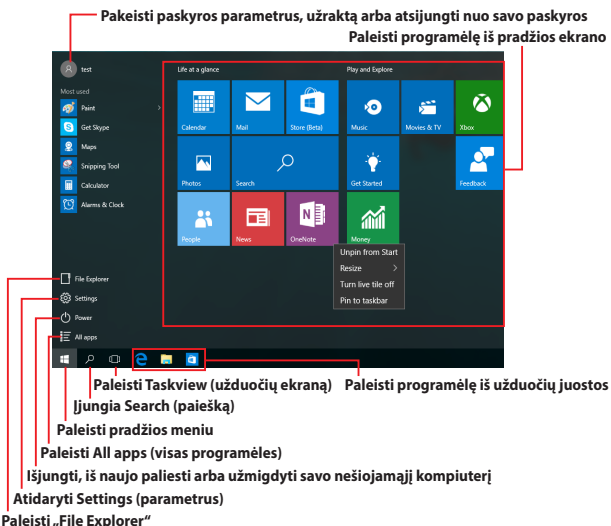 Pakeisti paskyros parametrus, užraktą arba atsijungti nuo savo paskyros
Paleisti programėlę iš pradžios ekrano
test
Life at a glance
Play and Explore
Most used
Paint
Get Skype
Maps
Snipping Tool
Calculator
Alarms & Clock
Calendar
Mail
Store (Beta)
Music
Movies & TV
Xbox
Photos
Search
Get Started
Feedback
People
News
OneNote
Money
Unpin from Start
Resize
Turn live tile off
Pin to taskbar
File Explorer
Settings
Power
All apps
Paleisti Taskview (užduočių ekraną)
Paleisti programėlę iš užduočių juostos
Įjungia Search (paiešką)
Paleisti pradžios meniu
Paleisti All apps (visas programėles)
Išjungti, iš naujo paliesti arba užmigdyti savo nešiojamąjį kompiuterį
Atidaryti Settings (parametrus)
Paleisti „File Explorer“